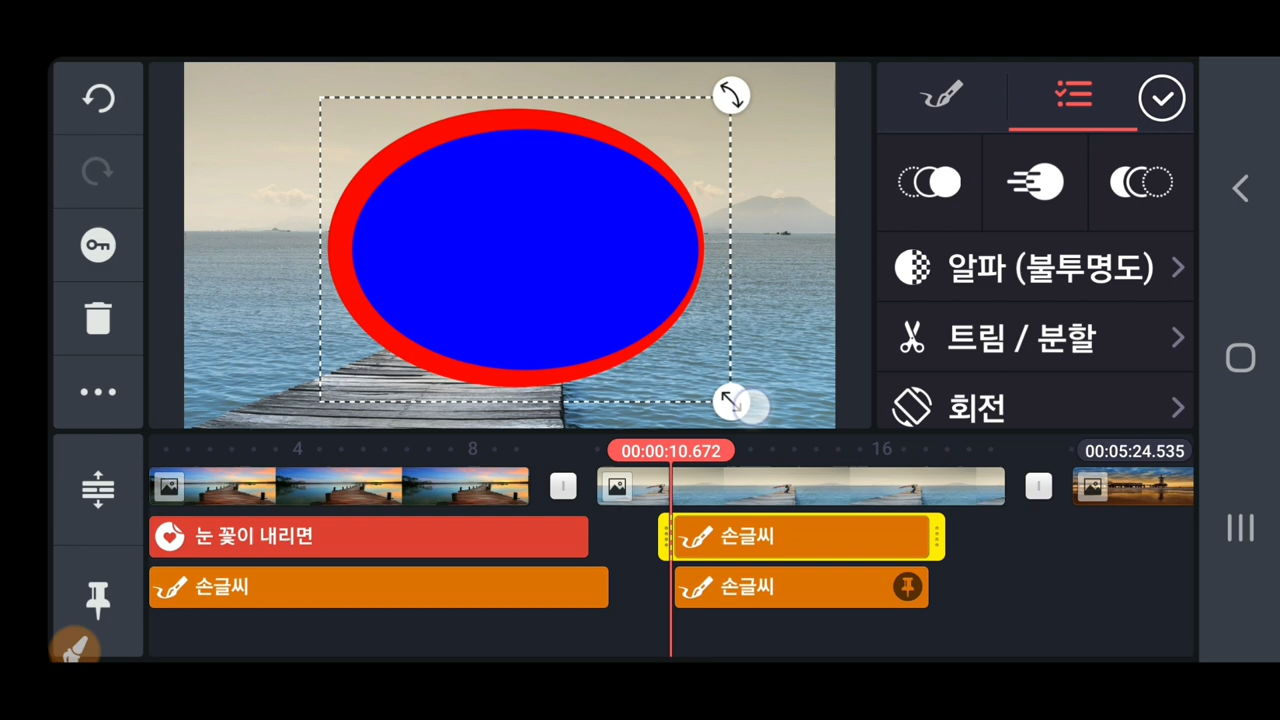 알파 (불투명도)
트림 / 분할
회전
4
8
00:00:10.672
16
00:05:24.535
눈 꽃이 내리면
손글씨
손글씨
손글씨